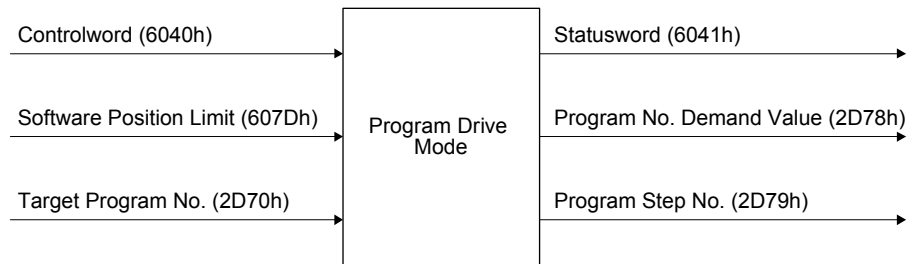 Controlword (6040h)
Statusword (6041h)
Software Position Limit (607Dh)
Program Drive
Mode
Program No. Demand Value (2D78h)
Target Program No. (2D70h)
Program Step No. (2D79h)